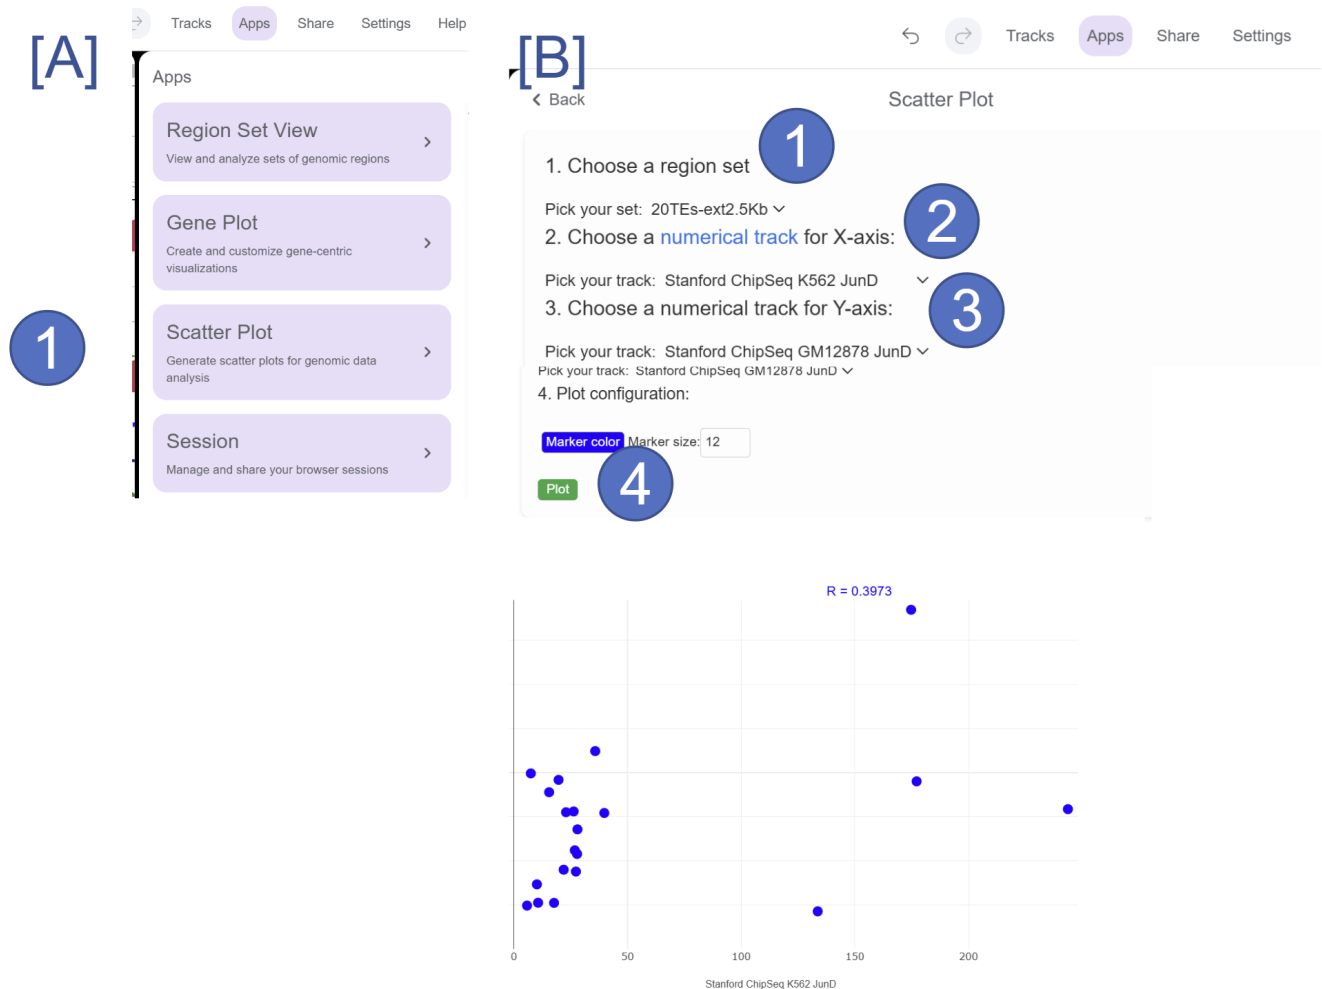 [A]
Tracks Apps Share Settings Help
Apps
Region Set View
View and analyze sets of genomic regions
Gene Plot
Create and customize gene-centric
visualizations
1
Scatter Plot
Generate scatter plots for genomic data
analysis
Session
Manage and share your browser sessions
[B]
Tracks Apps Share Settings
Back
Scatter Plot
1. Choose a region set
1
Pick your set: 20TEs-ext2.5Kb
2. Choose a numerical track for X-axis:
2
Pick your track: Stanford ChipSeq K562 JunD
3. Choose a numerical track for Y-axis:
3
Pick your track: Stanford ChipSeq GM12878 JunD
Pick your track: Stanford ChipSeq GM12878 JunD
4. Plot configuration:
Marker color Marker size: 12
Plot
4
R = 0.3973
0 50 100 150 200
Stanford ChipSeq K562 JunD